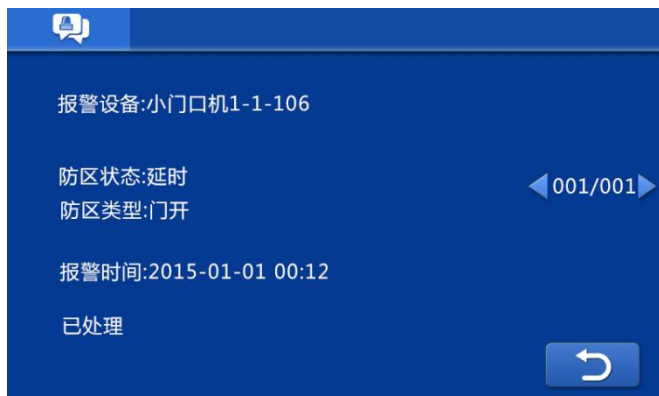 报警设备:小门口机1-1-106
防区状态:延时
001/001
防区类型:门开
报警时间:2015-01-01 00:12
已处理